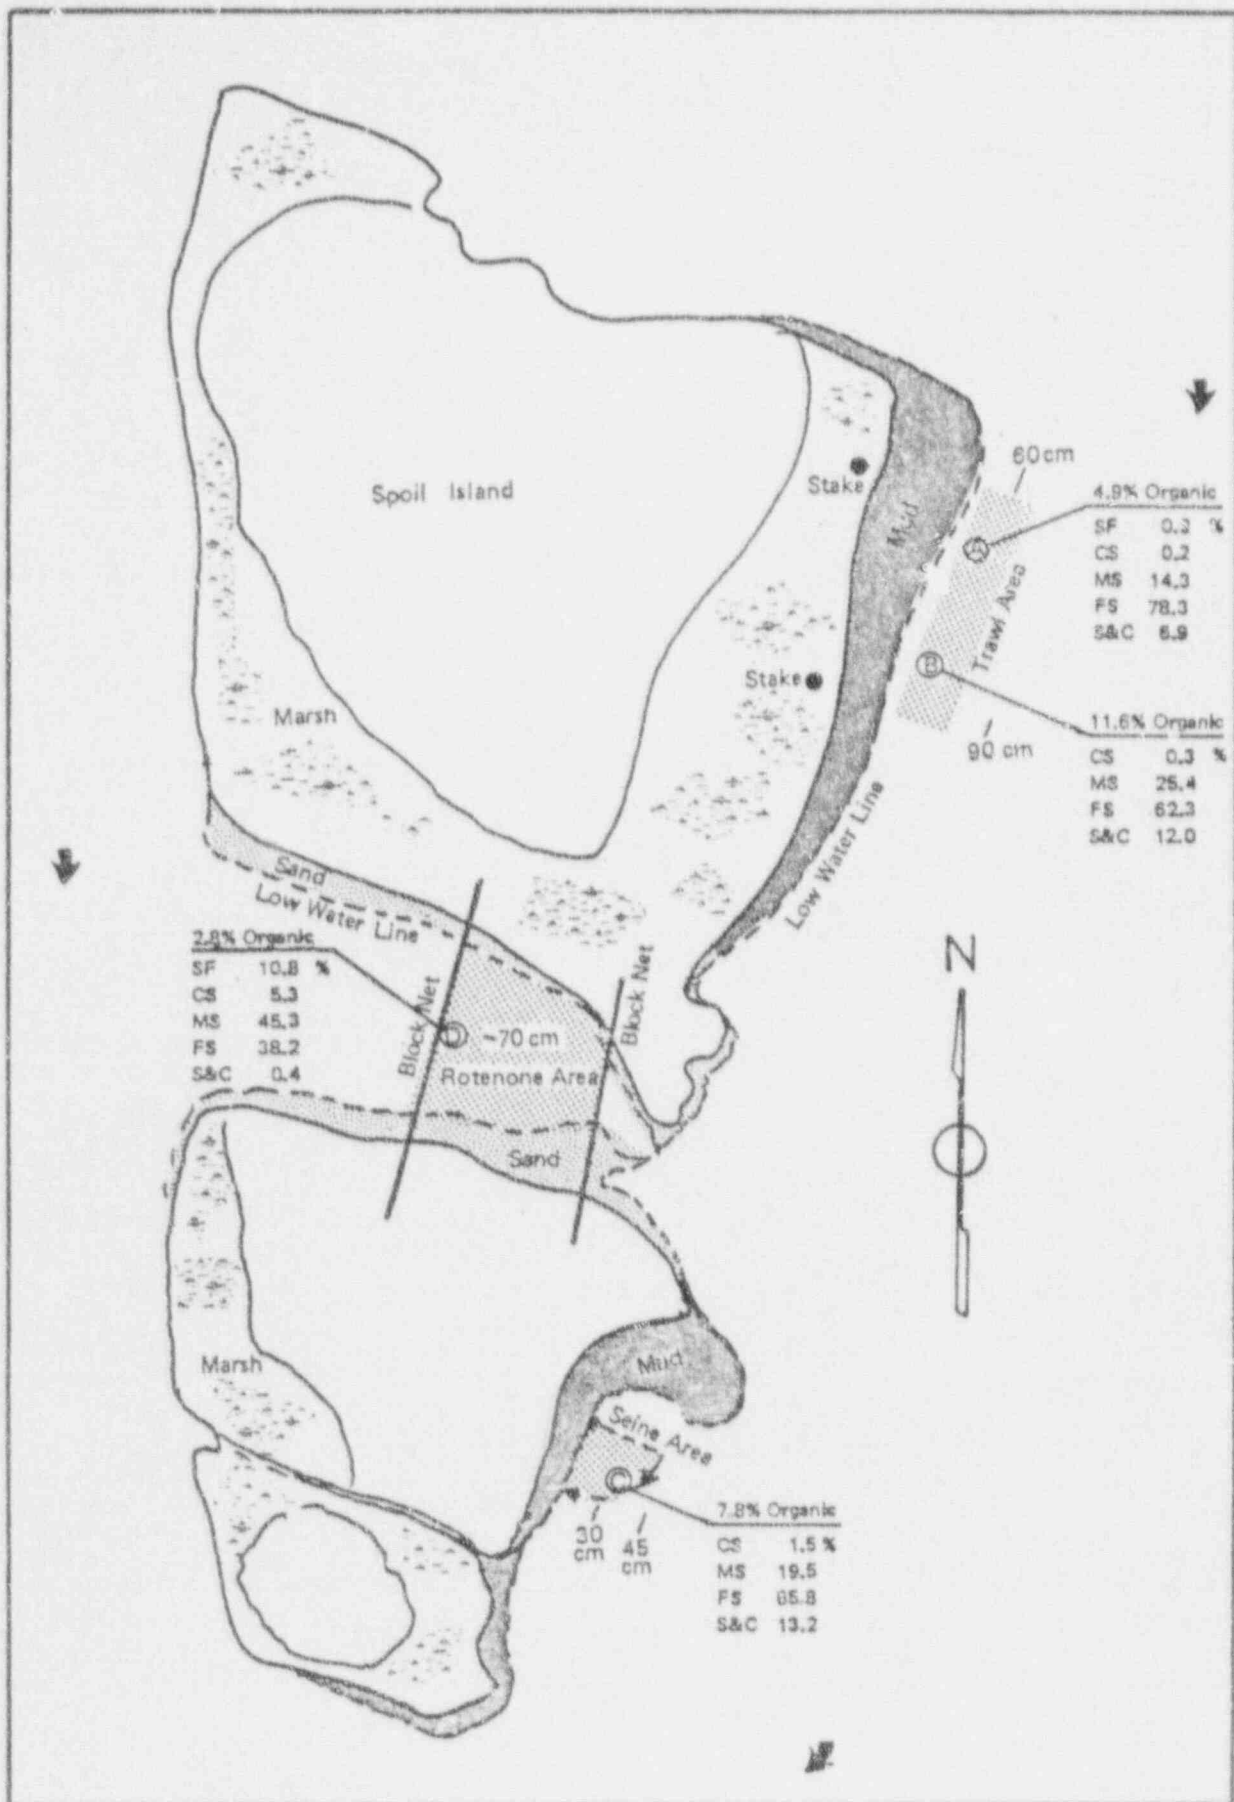 Spoil Island
Stake
Mud
60 cm
4.9% Organic
SF %
CS 0.2
MS 14.3
FS 78.3
S&C 6.9
Trawl Area
B
Stake
Marsh
90 cm
11.6% Organic
CS 0.3 %
MS 25.4
FS 62.3
S&C 12.0
Low Water Line
Sand
Low Water Line
2.8% Organic
SF 10.8 %
CS 5.3
MS 45.3
FS 38.2
S&C 0.4
Block Net
Block Net
D
~70 cm
Rotenone Area
N
Sand
Marsh
Mud
Seine Area
C
30 cm
45 cm
7.8% Organic
CS 1.5 %
MS 19.5
FS 65.8
S&C 13.2